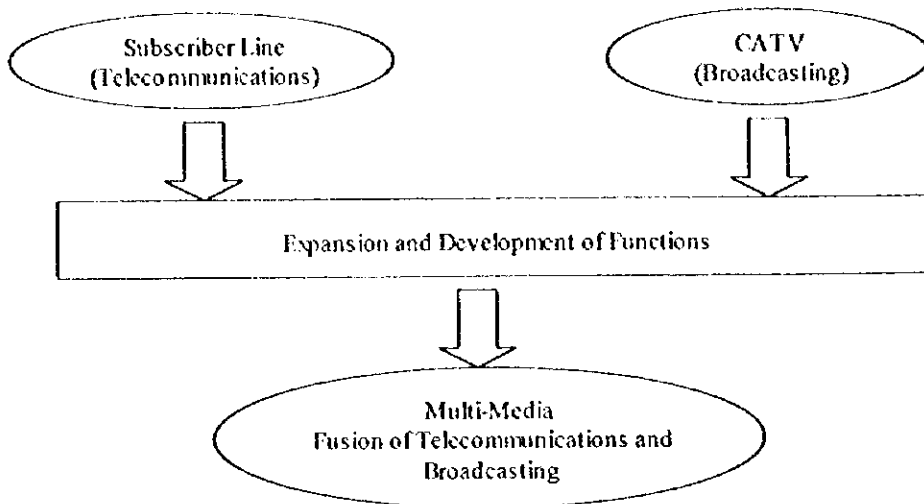 Subscriber Line
(Telecommunications)
CATV
(Broadcasting)
Expansion and Development of Functions
Multi-Media
Fusion of Telecommunications and
Broadcasting